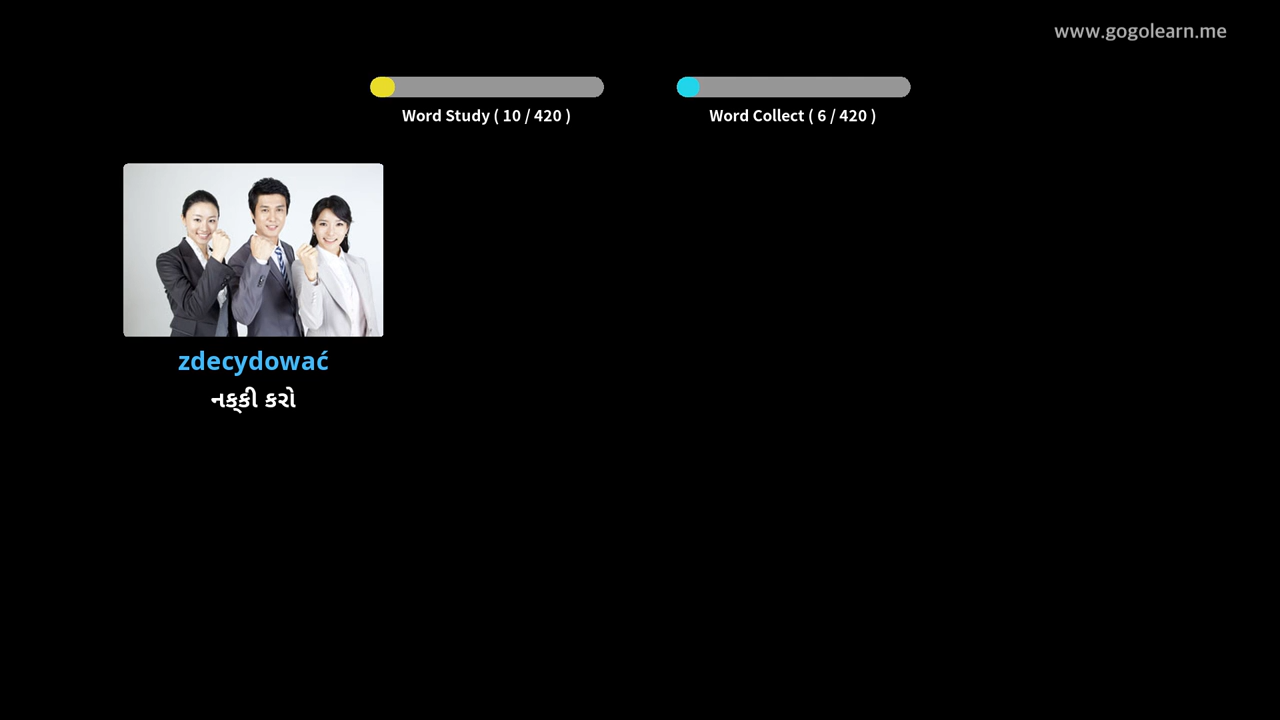 www.gogolearn.me
Word Study ( 10 / 420 )
Word Collect ( 6 / 420 )
zdecydować
નક્કી કરો